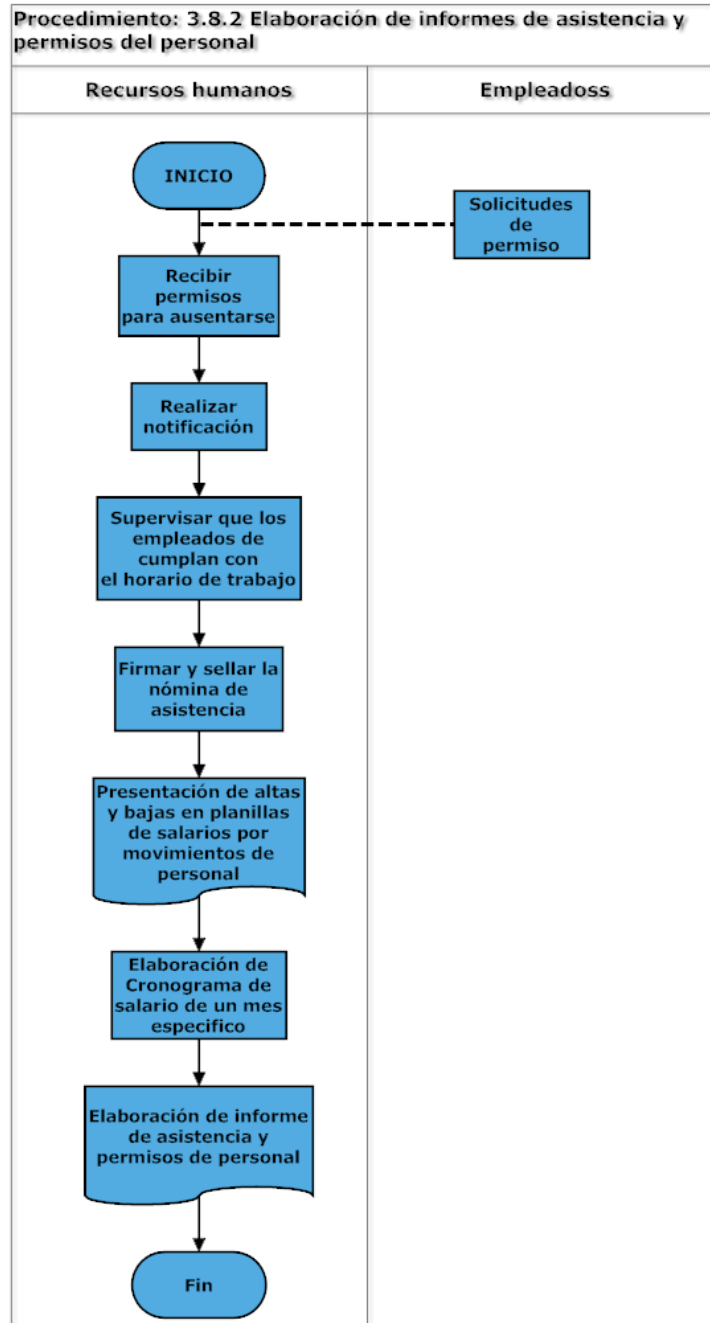 Procedimiento: 3.8.2 Elaboración de informes de asistencia y
permisos del personal
Recursos humanos
Empleadoss
INICIO
Solicitudes
de
permiso
Recibir
permisos
para ausentarse
Realizar
notificación
Supervisar que los
empleados de
cumplan con
el horario de trabajo
Firmar y sellar la
nómina de
asistencia
Presentación de altas
y bajas en planillas
de salarios por
movimientos de
personal
Elaboración de
Cronograma de
salario de un mes
especifico
Elaboración de informe
de asistencia y
permisos de personal
Fin